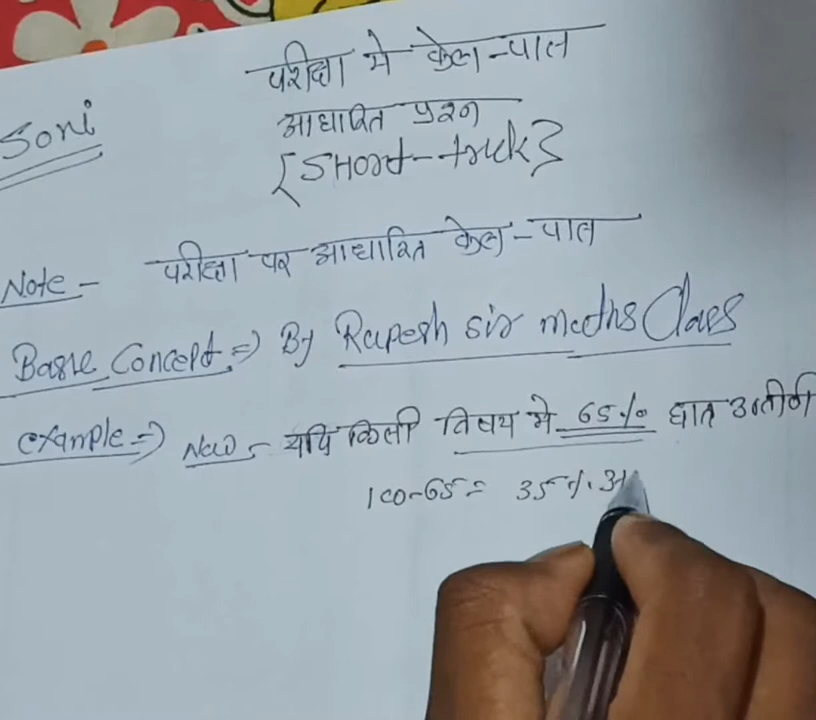 परीक्षा मे फेल-पास
आधारित प्रश्न
{SHort-trick}
Soni
Note- परीक्षा पर आधारित फेल-पास
Basic Concept.=> By Rupesh sir maths Class
example=> New- यदि किसी विषय मे 65% छात्र उत्तीर्ण
100-65= 35%